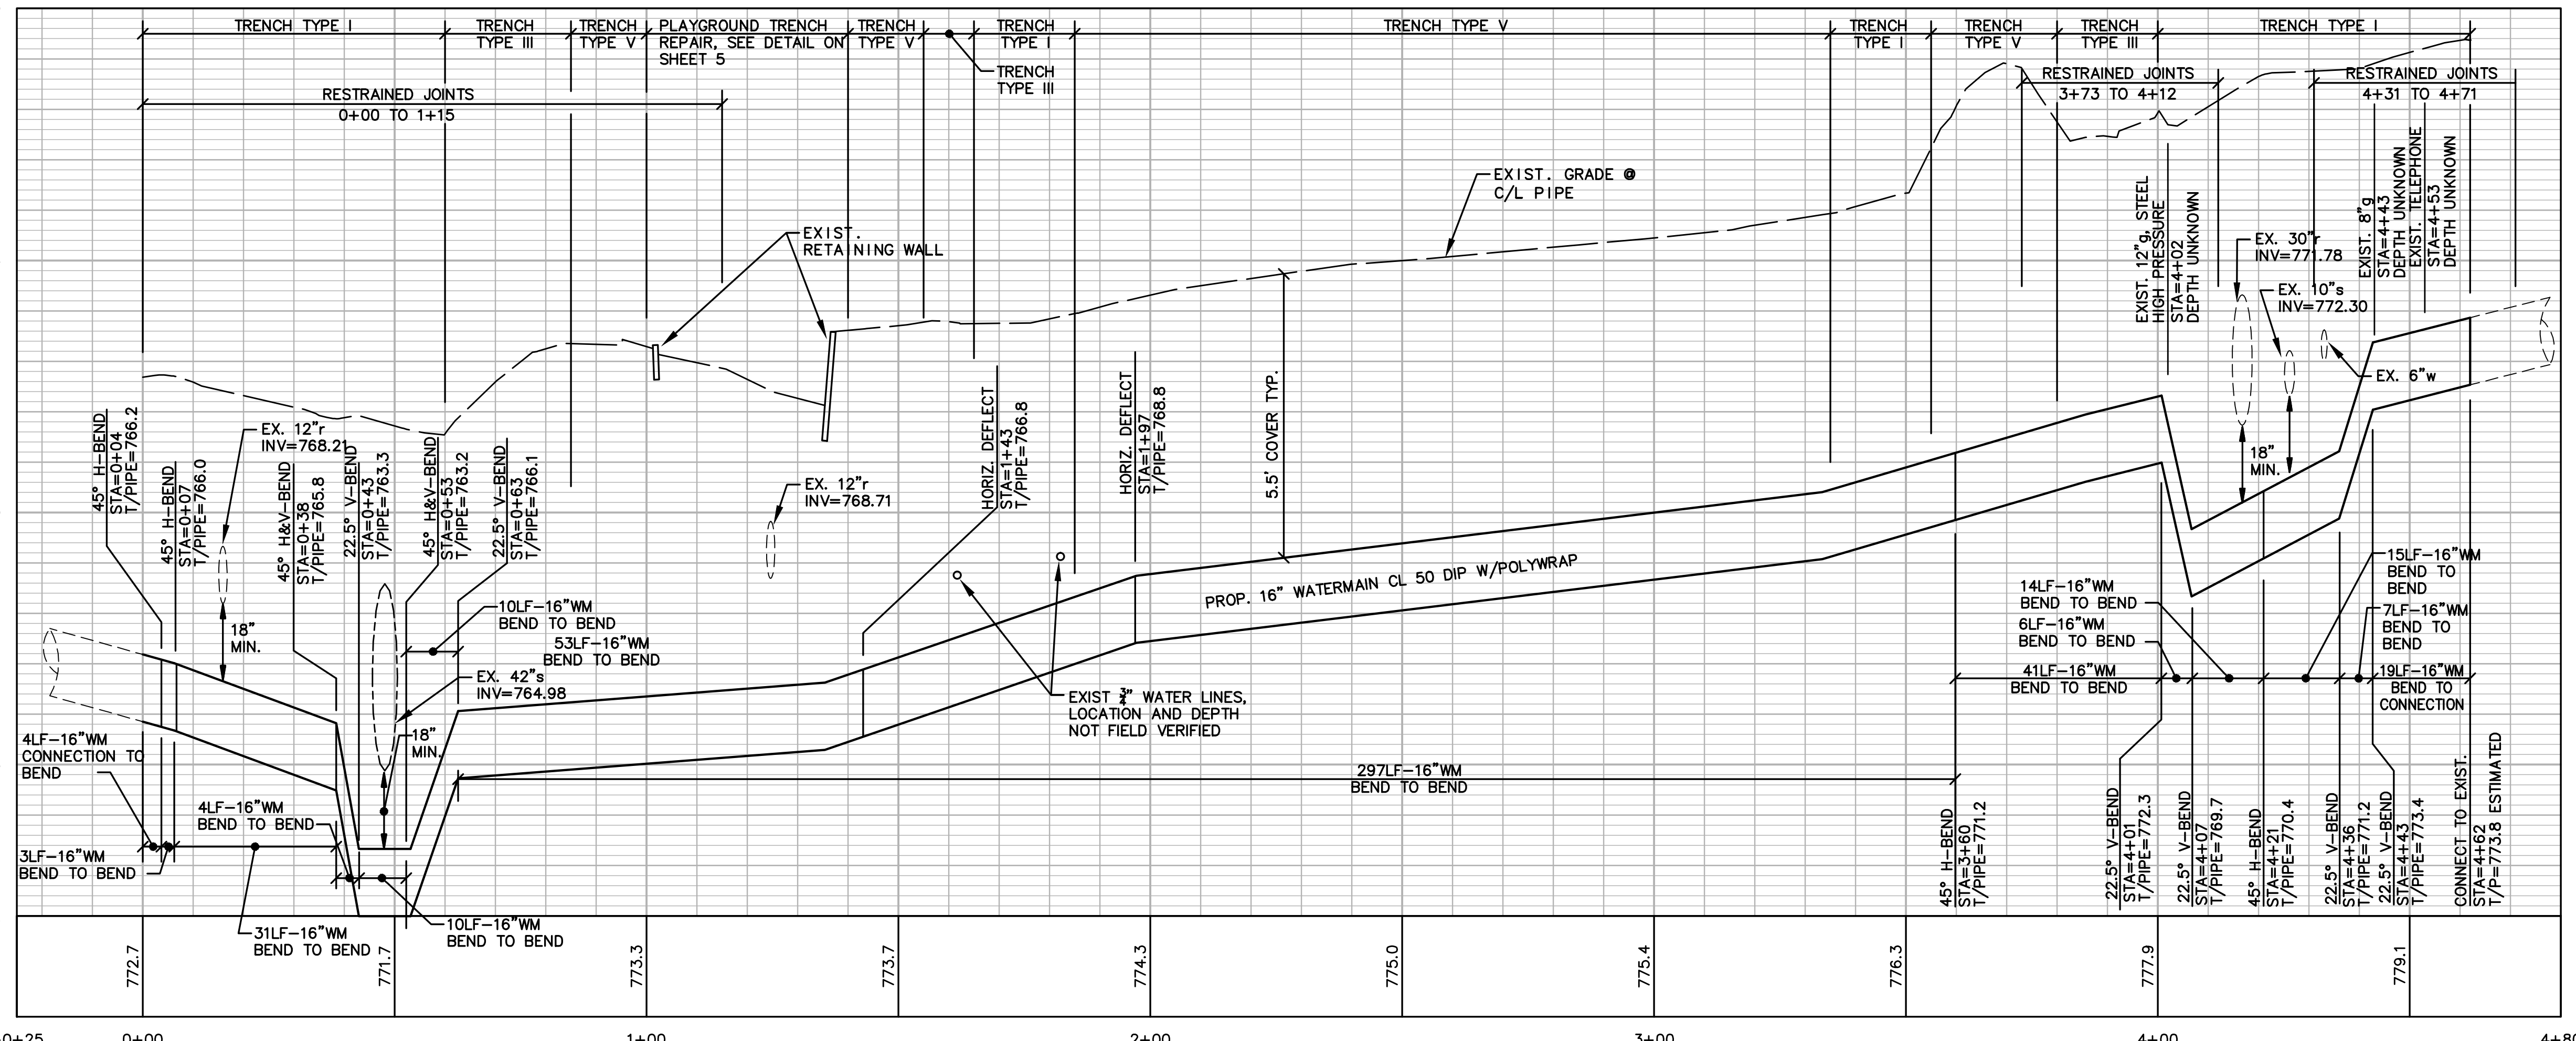 TRENCH TYPE I
TRENCH
TYPE III
TRENCH
TYPE V
PLAYGROUND TRENCH
REPAIR, SEE DETAIL ON
SHEET 5
TRENCH
TYPE V
TRENCH
TYPE III
TRENCH
TYPE I
TRENCH TYPE V
TRENCH
TYPE I
TRENCH
TYPE V
TRENCH
TYPE III
TRENCH TYPE I
RESTRAINED JOINTS
0+00 TO 1+15
RESTRAINED JOINTS
3+73 TO 4+12
RESTRAINED JOINTS
4+31 TO 4+71
EXIST. GRADE @
C/L PIPE
EXIST.
RETAINING WALL
EXIST. 12"g, STEEL
HIGH PRESSURE
STA=4+02
DEPTH UNKNOWN
EX. 30"r
INV=771.78
EX. 10"s
INV=772.30
EXIST. 8"g
STA=4+43
DEPTH UNKNOWN
EXIST. TELEPHONE
STA=4+53
DEPTH UNKNOWN
EX. 6"w
18"
MIN.
45° H-BEND
STA=0+04
T/PIPE=766.2
45° H-BEND
STA=0+07
T/PIPE=766.0
EX. 12"r
INV=768.21
45° H&V-BEND
STA=0+38
T/PIPE=765.8
22.5° V-BEND
STA=0+43
T/PIPE=763.3
45° H&V-BEND
STA=0+53
T/PIPE=763.2
22.5° V-BEND
STA=0+63
T/PIPE=766.1
EX. 12"r
INV=768.71
HORIZ. DEFLECT
STA=1+43
T/PIPE=766.8
HORIZ. DEFLECT
STA=1+97
T/PIPE=768.8
5.5' COVER TYP.
PROP. 16" WATERMAIN CL 50 DIP W/POLYWRAP
18"
MIN.
10LF-16"WM
BEND TO BEND
53LF-16"WM
BEND TO BEND
EX. 42"s
INV=764.98
18"
MIN.
EXIST ¾" WATER LINES,
LOCATION AND DEPTH
NOT FIELD VERIFIED
14LF-16"WM
BEND TO BEND
6LF-16"WM
BEND TO BEND
41LF-16"WM
BEND TO BEND
15LF-16"WM
BEND TO
BEND
7LF-16"WM
BEND TO
BEND
19LF-16"WM
BEND TO
CONNECTION
4LF-16"WM
CONNECTION TO
BEND
3LF-16"WM
BEND TO BEND
4LF-16"WM
BEND TO BEND
31LF-16"WM
BEND TO BEND
10LF-16"WM
BEND TO BEND
297LF-16"WM
BEND TO BEND
45° H-BEND
STA=3+60
T/PIPE=771.2
22.5° V-BEND
STA=4+01
T/PIPE=772.3
22.5° V-BEND
STA=4+07
T/PIPE=769.7
45° H-BEND
STA=4+21
T/PIPE=770.4
22.5° V-BEND
STA=4+36
T/PIPE=771.2
22.5° V-BEND
STA=4+43
T/PIPE=773.4
CONNECT TO EXIST.
STA=4+62
T/P=773.8 ESTIMATED
772.7
771.7
773.3
773.7
774.3
775.0
775.4
776.3
777.9
779.1
0+25
0+00
1+00
2+00
3+00
4+00
4+80